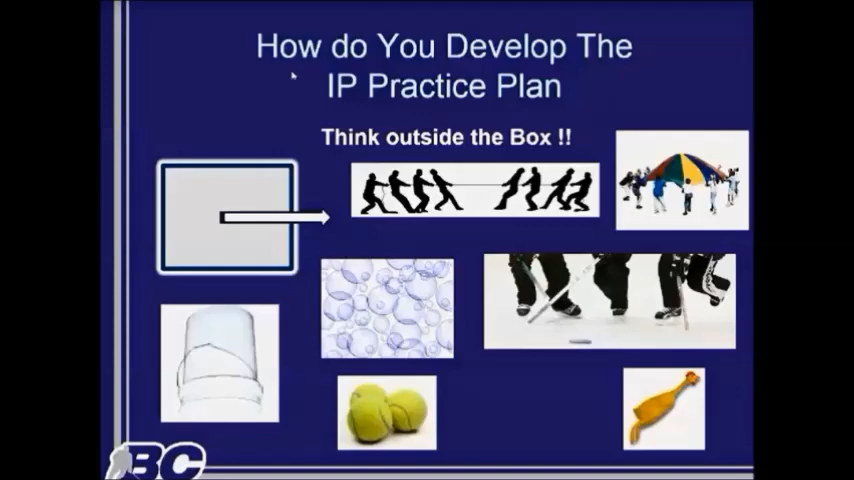 How do You Develop The
IP Practice Plan
Think outside the Box !!
BC